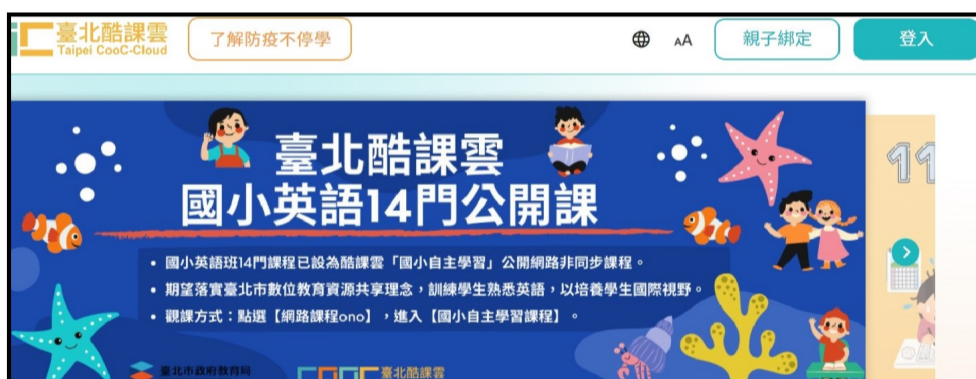 臺北酷課雲
Taipei CooC-Cloud
了解防疫不停學
AA
親子綁定
登入
臺北酷課雲
國小英語14門公開課
• 國小英語班14門課程已設為酷課雲「國小自主學習」公開網路非同步課程。
• 期望落實臺北市數位教育資源共享理念，訓練學生熟悉英語，以培養學生國際視野。
• 觀課方式：點選【網路課程ono】，進入【國小自主學習課程】。
臺北市政府教育局
臺北酷課雲
11